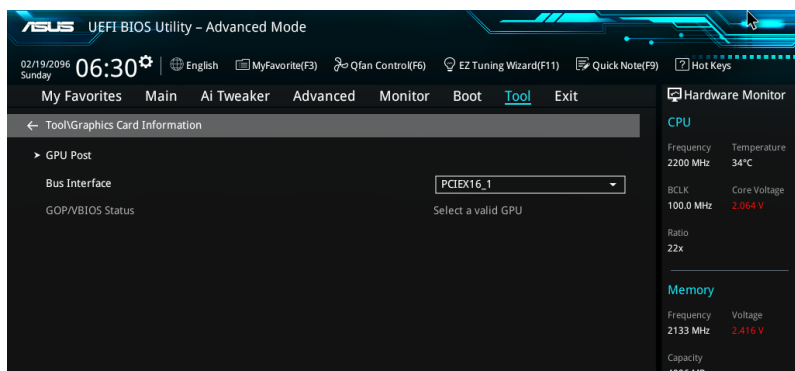 ASUS UEFI BIOS Utility – Advanced Mode
02/19/2096 Sunday 06:30 English MyFavorite(F3) Qfan Control(F6) EZ Tuning Wizard(F11) Quick Note(F9) ? Hot Keys
My Favorites Main Ai Tweaker Advanced Monitor Boot Tool Exit Hardware Monitor
← Tool\Graphics Card Information
CPU
Frequency Temperature
2200 MHz 34°C
> GPU Post
Bus Interface PCIEX16_1
BCLK Core Voltage
100.0 MHz 2.064 V
GOP/VBIOS Status Select a valid GPU
Ratio
22x
Memory
Frequency Voltage
2133 MHz 2.416 V
Capacity